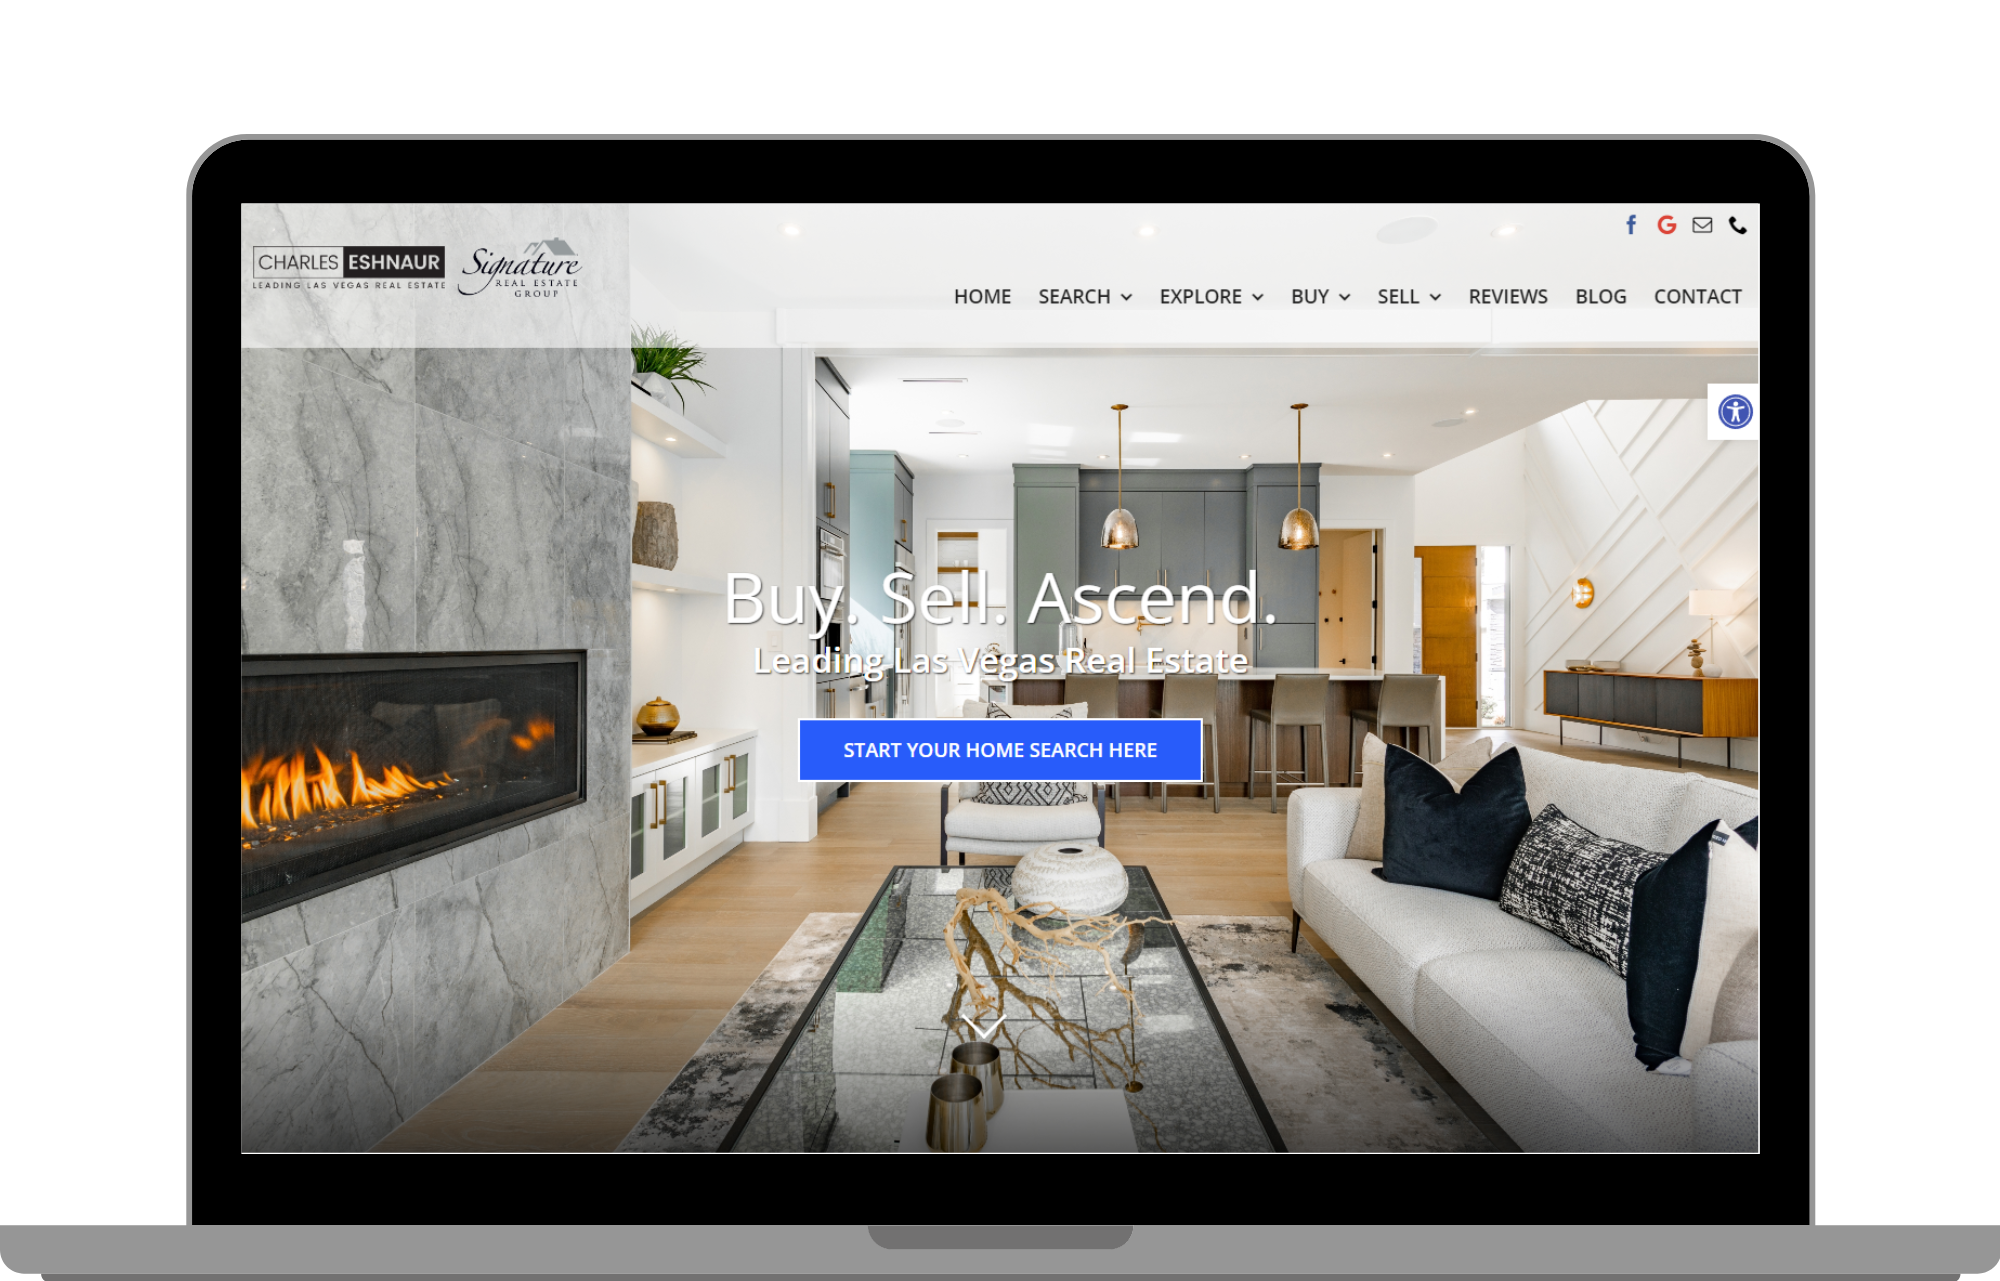 CHARLES ESHNAUR
LEADING LAS VEGAS REAL ESTATE
Signature
REAL ESTATE
GROUP
HOME SEARCH EXPLORE BUY SELL REVIEWS BLOG CONTACT
Buy. Sell. Ascend.
Leading Las Vegas Real Estate
START YOUR HOME SEARCH HERE